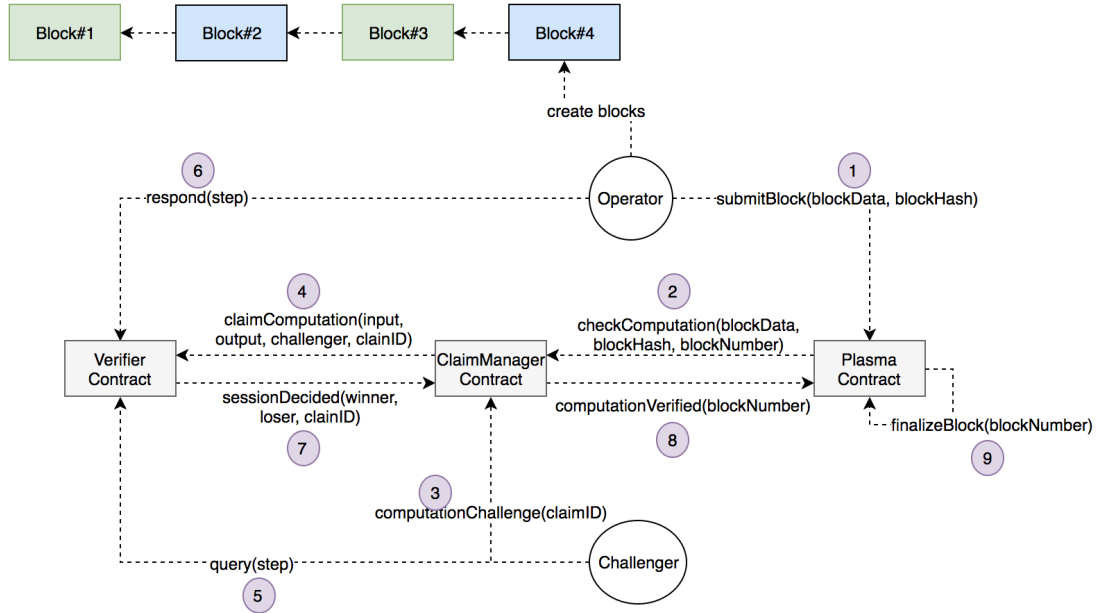 Block#1
Block#2
Block#3
Block#4
create blocks
6
1
respond(step)
Operator
submitBlock(blockData, blockHash)
4
2
claimComputation(input,
output, challenger, clainID)
checkComputation(blockData,
blockHash, blockNumber)
Verifier
Contract
ClaimManager
Contract
Plasma
Contract
sessionDecided(winner,
loser, clainID)
computationVerified(blockNumber)
finalizeBlock(blockNumber)
7
8
9
3
computationChallenge(claimID)
query(step)
Challenger
5